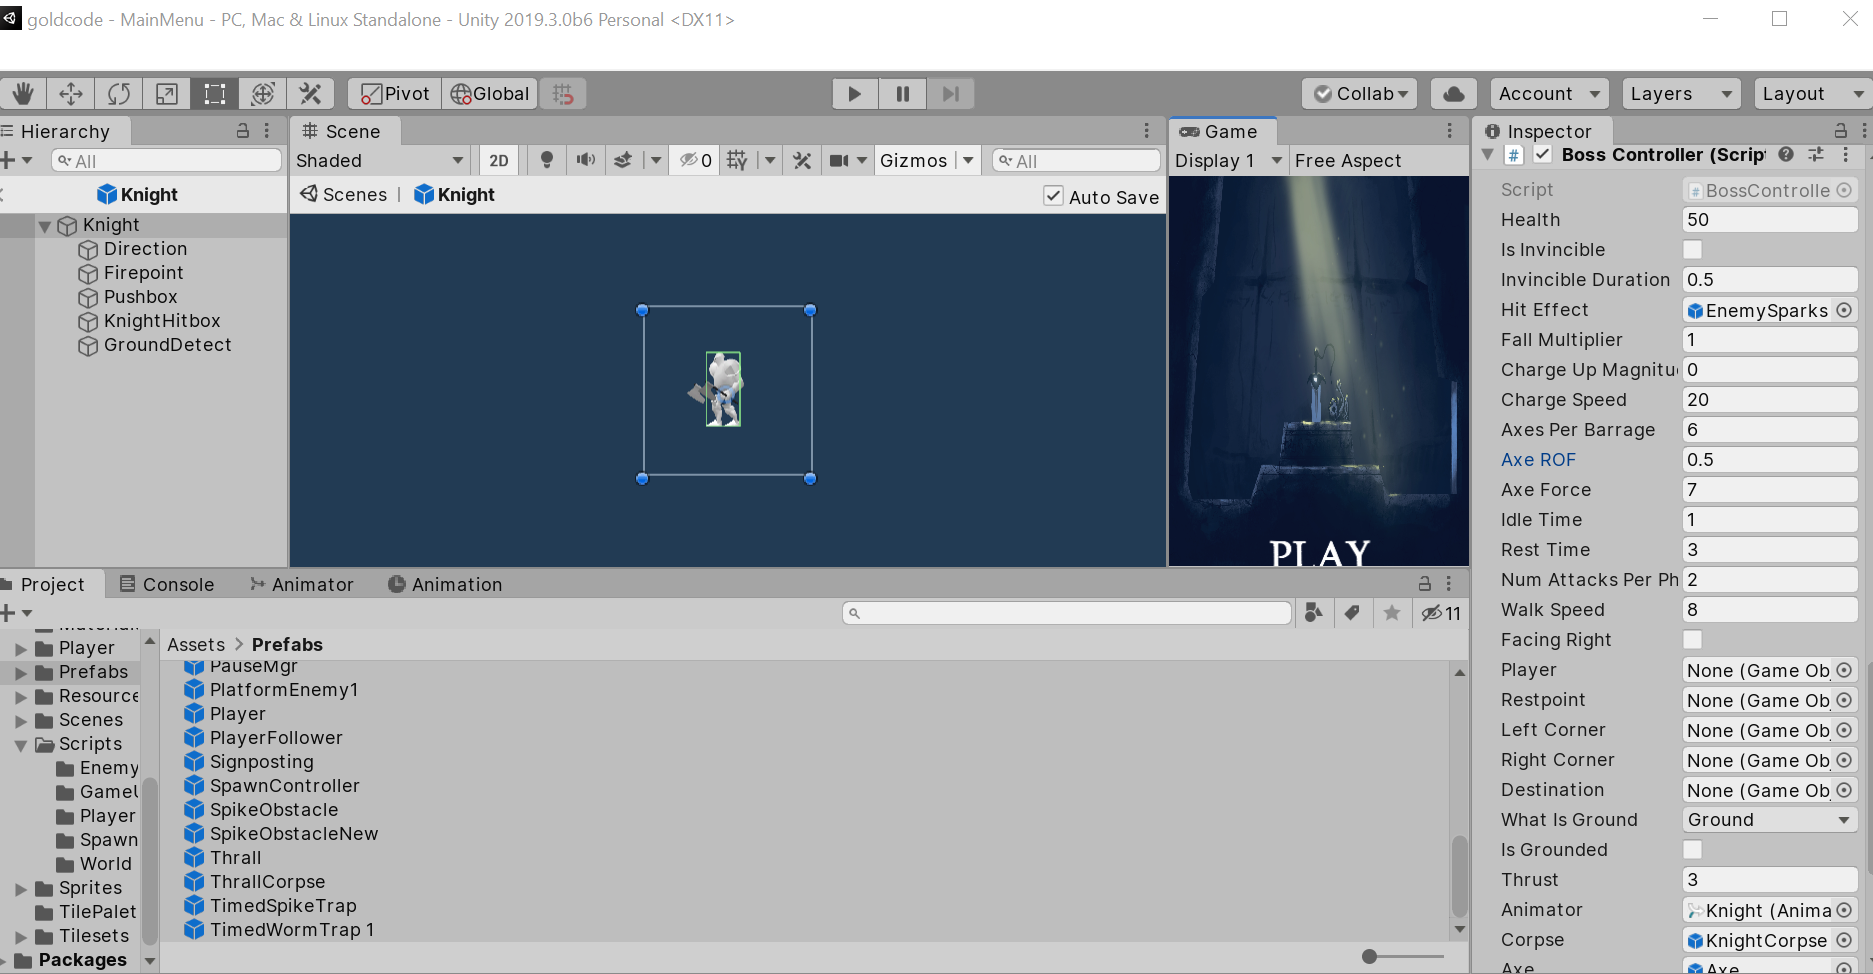 goldcode - MainMenu - PC, Mac & Linux Standalone - Unity 2019.3.0b6 Personal <DX11>
Pivot Global Collab Account Layers Layout
Hierarchy
All
Knight
Knight
Direction
Firepoint
Pushbox
KnightHitbox
GroundDetect
Scene
Shaded 2D 0 Gizmos All
Scenes | Knight Auto Save
Game
Display 1 Free Aspect
PLAY
Inspector
Boss Controller (Script
Script BossControlle
Health 50
Is Invincible
Invincible Duration 0.5
Hit Effect EnemySparks
Fall Multiplier 1
Charge Up Magnitu 0
Charge Speed 20
Axes Per Barrage 6
Axe ROF 0.5
Axe Force 7
Idle Time 1
Rest Time 3
Num Attacks Per Ph 2
Walk Speed 8
Facing Right
Player None (Game Ob
Restpoint None (Game Ob
Left Corner None (Game Ob
Right Corner None (Game Ob
Destination None (Game Ob
What Is Ground Ground
Is Grounded
Thrust 3
Animator Knight (Anima
Corpse KnightCorpse
Axe Axe
Project Console Animator Animation
11
Player
Prefabs
Resource
Scenes
Scripts
Enemy
GameU
Player
Spawn
World
Sprites
TilePalet
Tilesets
Packages
Assets > Prefabs
PauseMgr
PlatformEnemy1
Player
PlayerFollower
Signposting
SpawnController
SpikeObstacle
SpikeObstacleNew
Thrall
ThrallCorpse
TimedSpikeTrap
TimedWormTrap 1